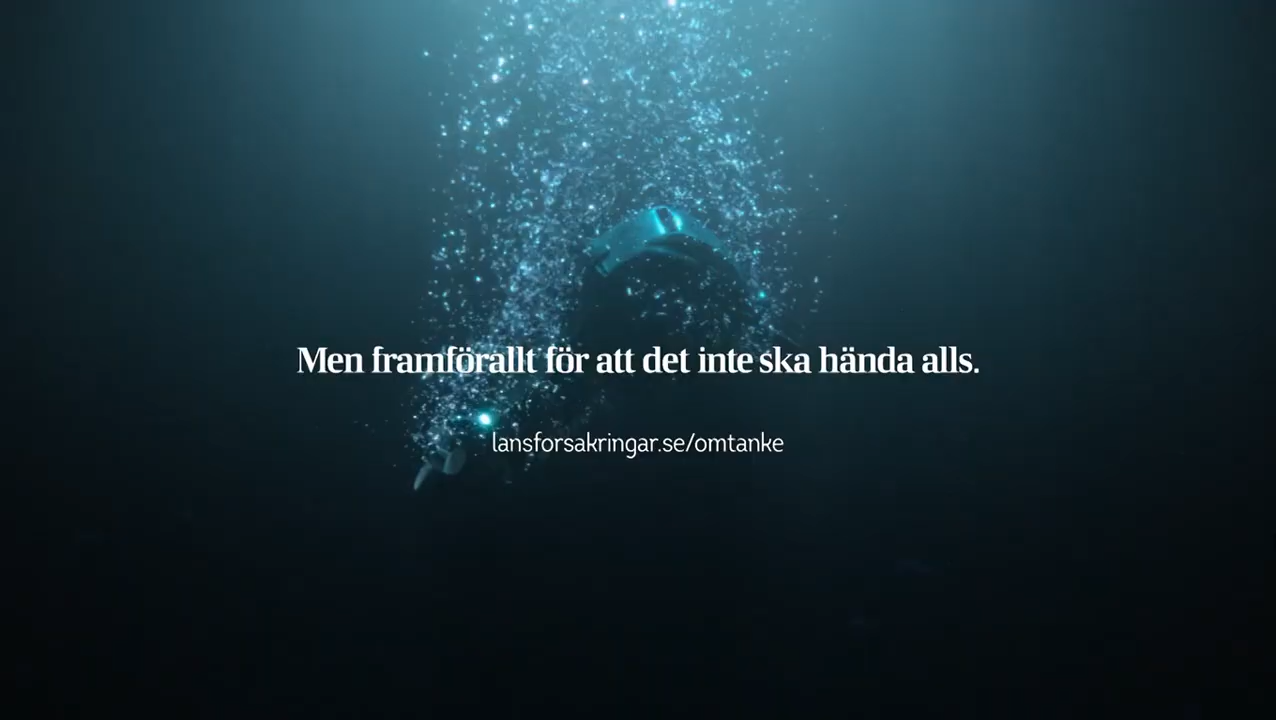 Men framförallt för att det inte ska hända alls.
lansforsakringar.se/omtanke